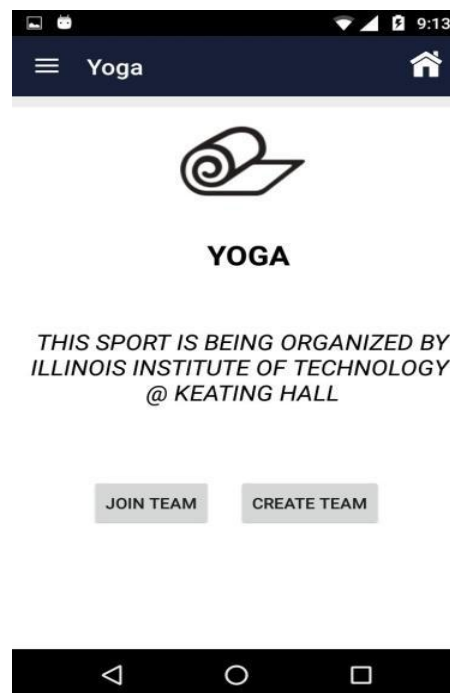 9:13
Yoga
YOGA
THIS SPORT IS BEING ORGANIZED BY
ILLINOIS INSTITUTE OF TECHNOLOGY
@ KEATING HALL
JOIN TEAM CREATE TEAM